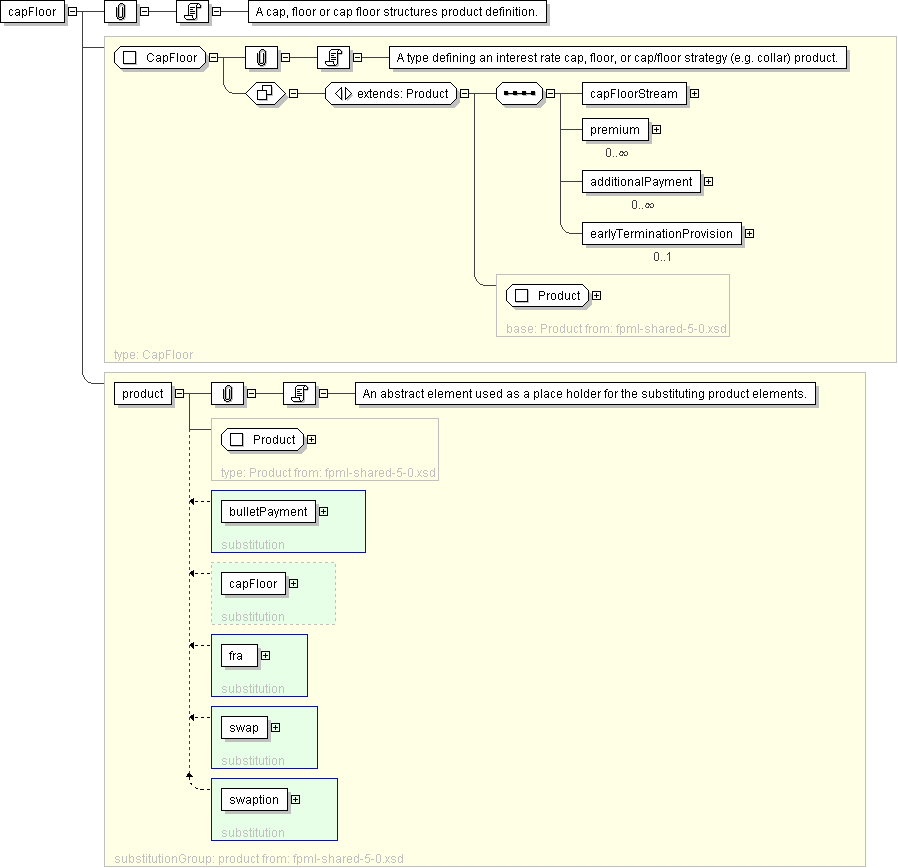 capFloor
A cap, floor or cap floor structures product definition.
CapFloor
A type defining an interest rate cap, floor, or cap/floor strategy (e.g. collar) product.
extends: Product
capFloorStream
premium
0..∞
additionalPayment
0..∞
earlyTerminationProvision
0..1
Product
base: Product from: fpml-shared-5-0.xsd
type: CapFloor
product
An abstract element used as a place holder for the substituting product elements.
Product
type: Product from: fpml-shared-5-0.xsd
bulletPayment
substitution
capFloor
substitution
fra
substitution
swap
substitution
swaption
substitution
substitutionGroup: product from: fpml-shared-5-0.xsd